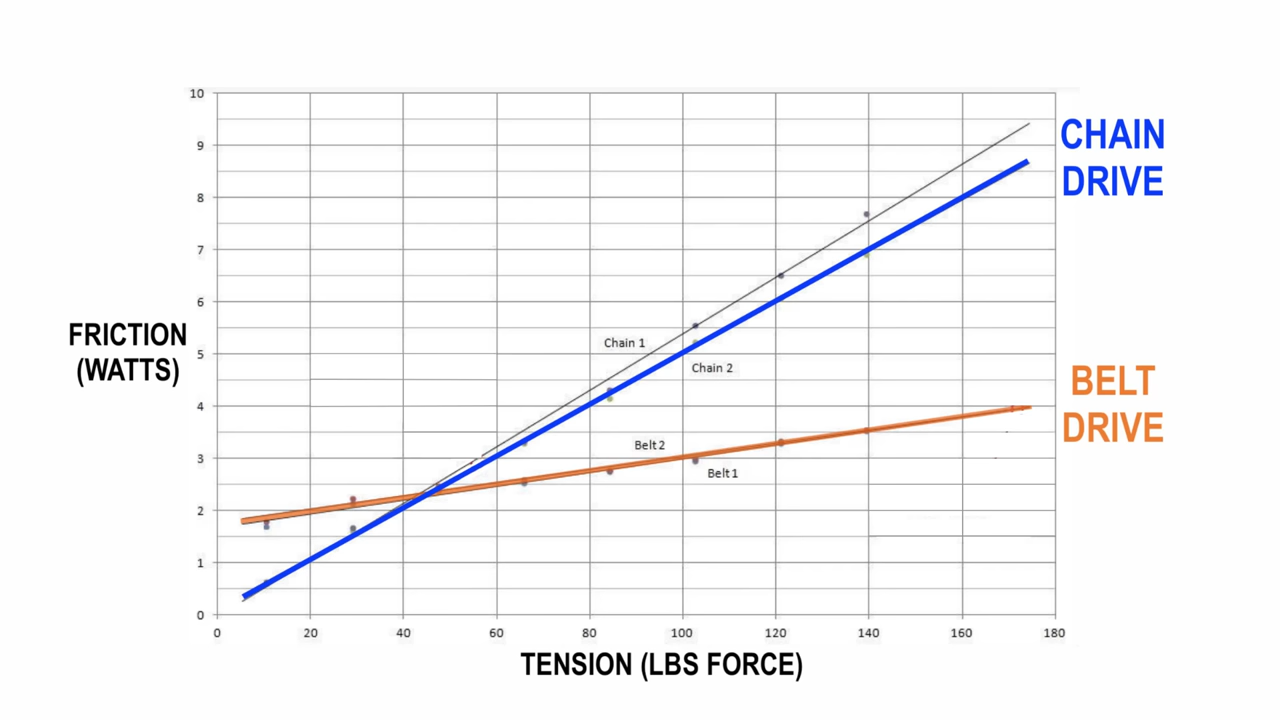 10
9
8
7
6
5
4
3
2
1
0
0 20 40 60 80 100 120 140 160 180
FRICTION
(WATTS)
TENSION (LBS FORCE)
Chain 1
Chain 2
Belt 2
Belt 1
CHAIN
DRIVE
BELT
DRIVE